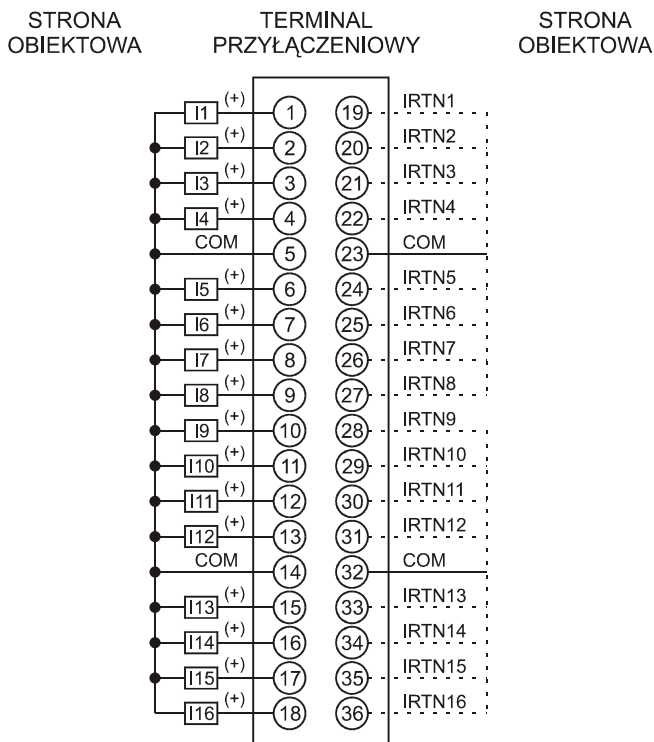 STRONA OBIEKTOWA
TERMINAL PRZYŁĄCZENIOWY
STRONA OBIEKTOWA
I1 (+) 1 19 IRTN1
I2 (+) 2 20 IRTN2
I3 (+) 3 21 IRTN3
I4 (+) 4 22 IRTN4
COM 5 23 COM
I5 (+) 6 24 IRTN5
I6 (+) 7 25 IRTN6
I7 (+) 8 26 IRTN7
I8 (+) 9 27 IRTN8
I9 (+) 10 28 IRTN9
I10 (+) 11 29 IRTN10
I11 (+) 12 30 IRTN11
I12 (+) 13 31 IRTN12
COM 14 32 COM
I13 (+) 15 33 IRTN13
I14 (+) 16 34 IRTN14
I15 (+) 17 35 IRTN15
I16 (+) 18 36 IRTN16